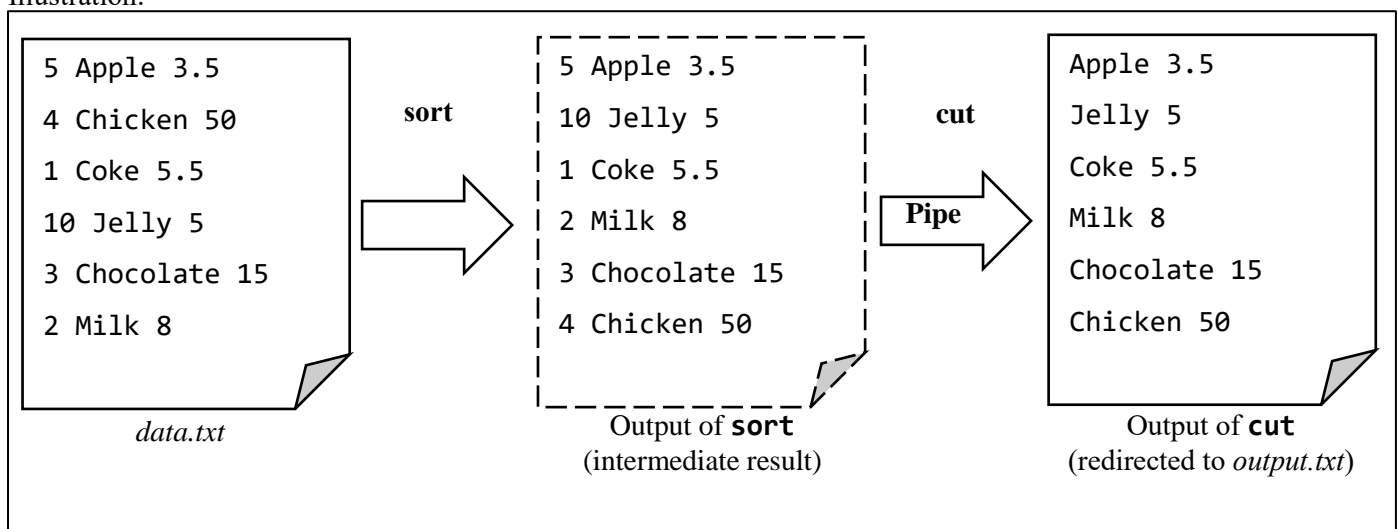 Illustration:
5 Apple 3.5
4 Chicken 50
1 Coke 5.5
10 Jelly 5
3 Chocolate 15
2 Milk 8
data.txt
sort
5 Apple 3.5
10 Jelly 5
1 Coke 5.5
2 Milk 8
3 Chocolate 15
4 Chicken 50
Output of sort
(intermediate result)
cut
Pipe
Apple 3.5
Jelly 5
Coke 5.5
Milk 8
Chocolate 15
Chicken 50
Output of cut
(redirected to output.txt)